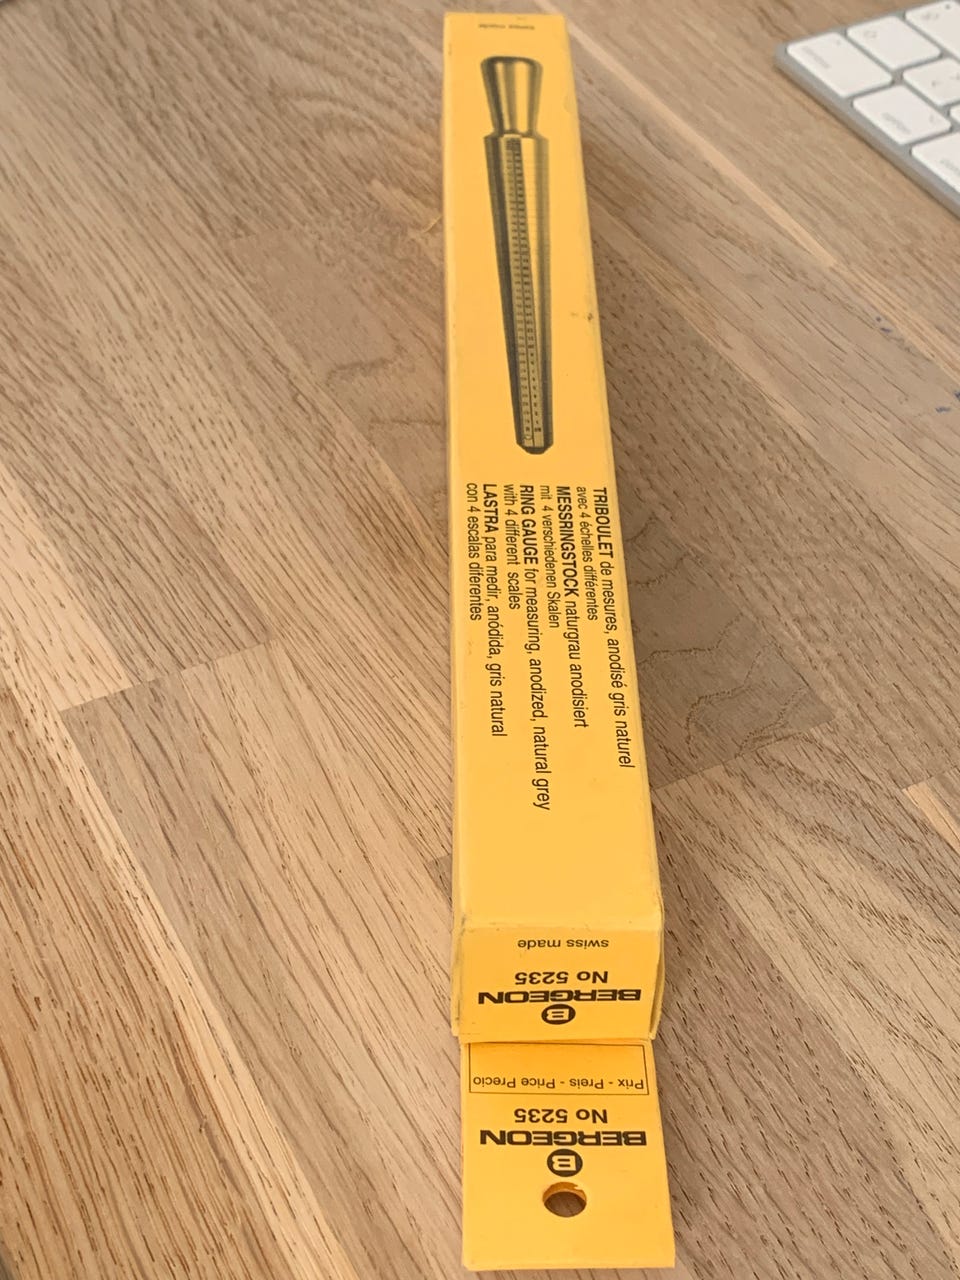 swiss made
TRIBOULET de mesures, anodisé gris naturel
avec 4 échelles différentes
MESSRINGSTOCK naturgrau anodisiert
mit 4 verschiedenen Skalen
RING GAUGE for measuring, anodized, natural grey
with 4 different scales
LASTRA para medir, anódida, gris natural
con 4 escalas diferentes
B
BERGEON
No 5235
swiss made
B
BERGEON
No 5235
Prix - Preis - Price Precio